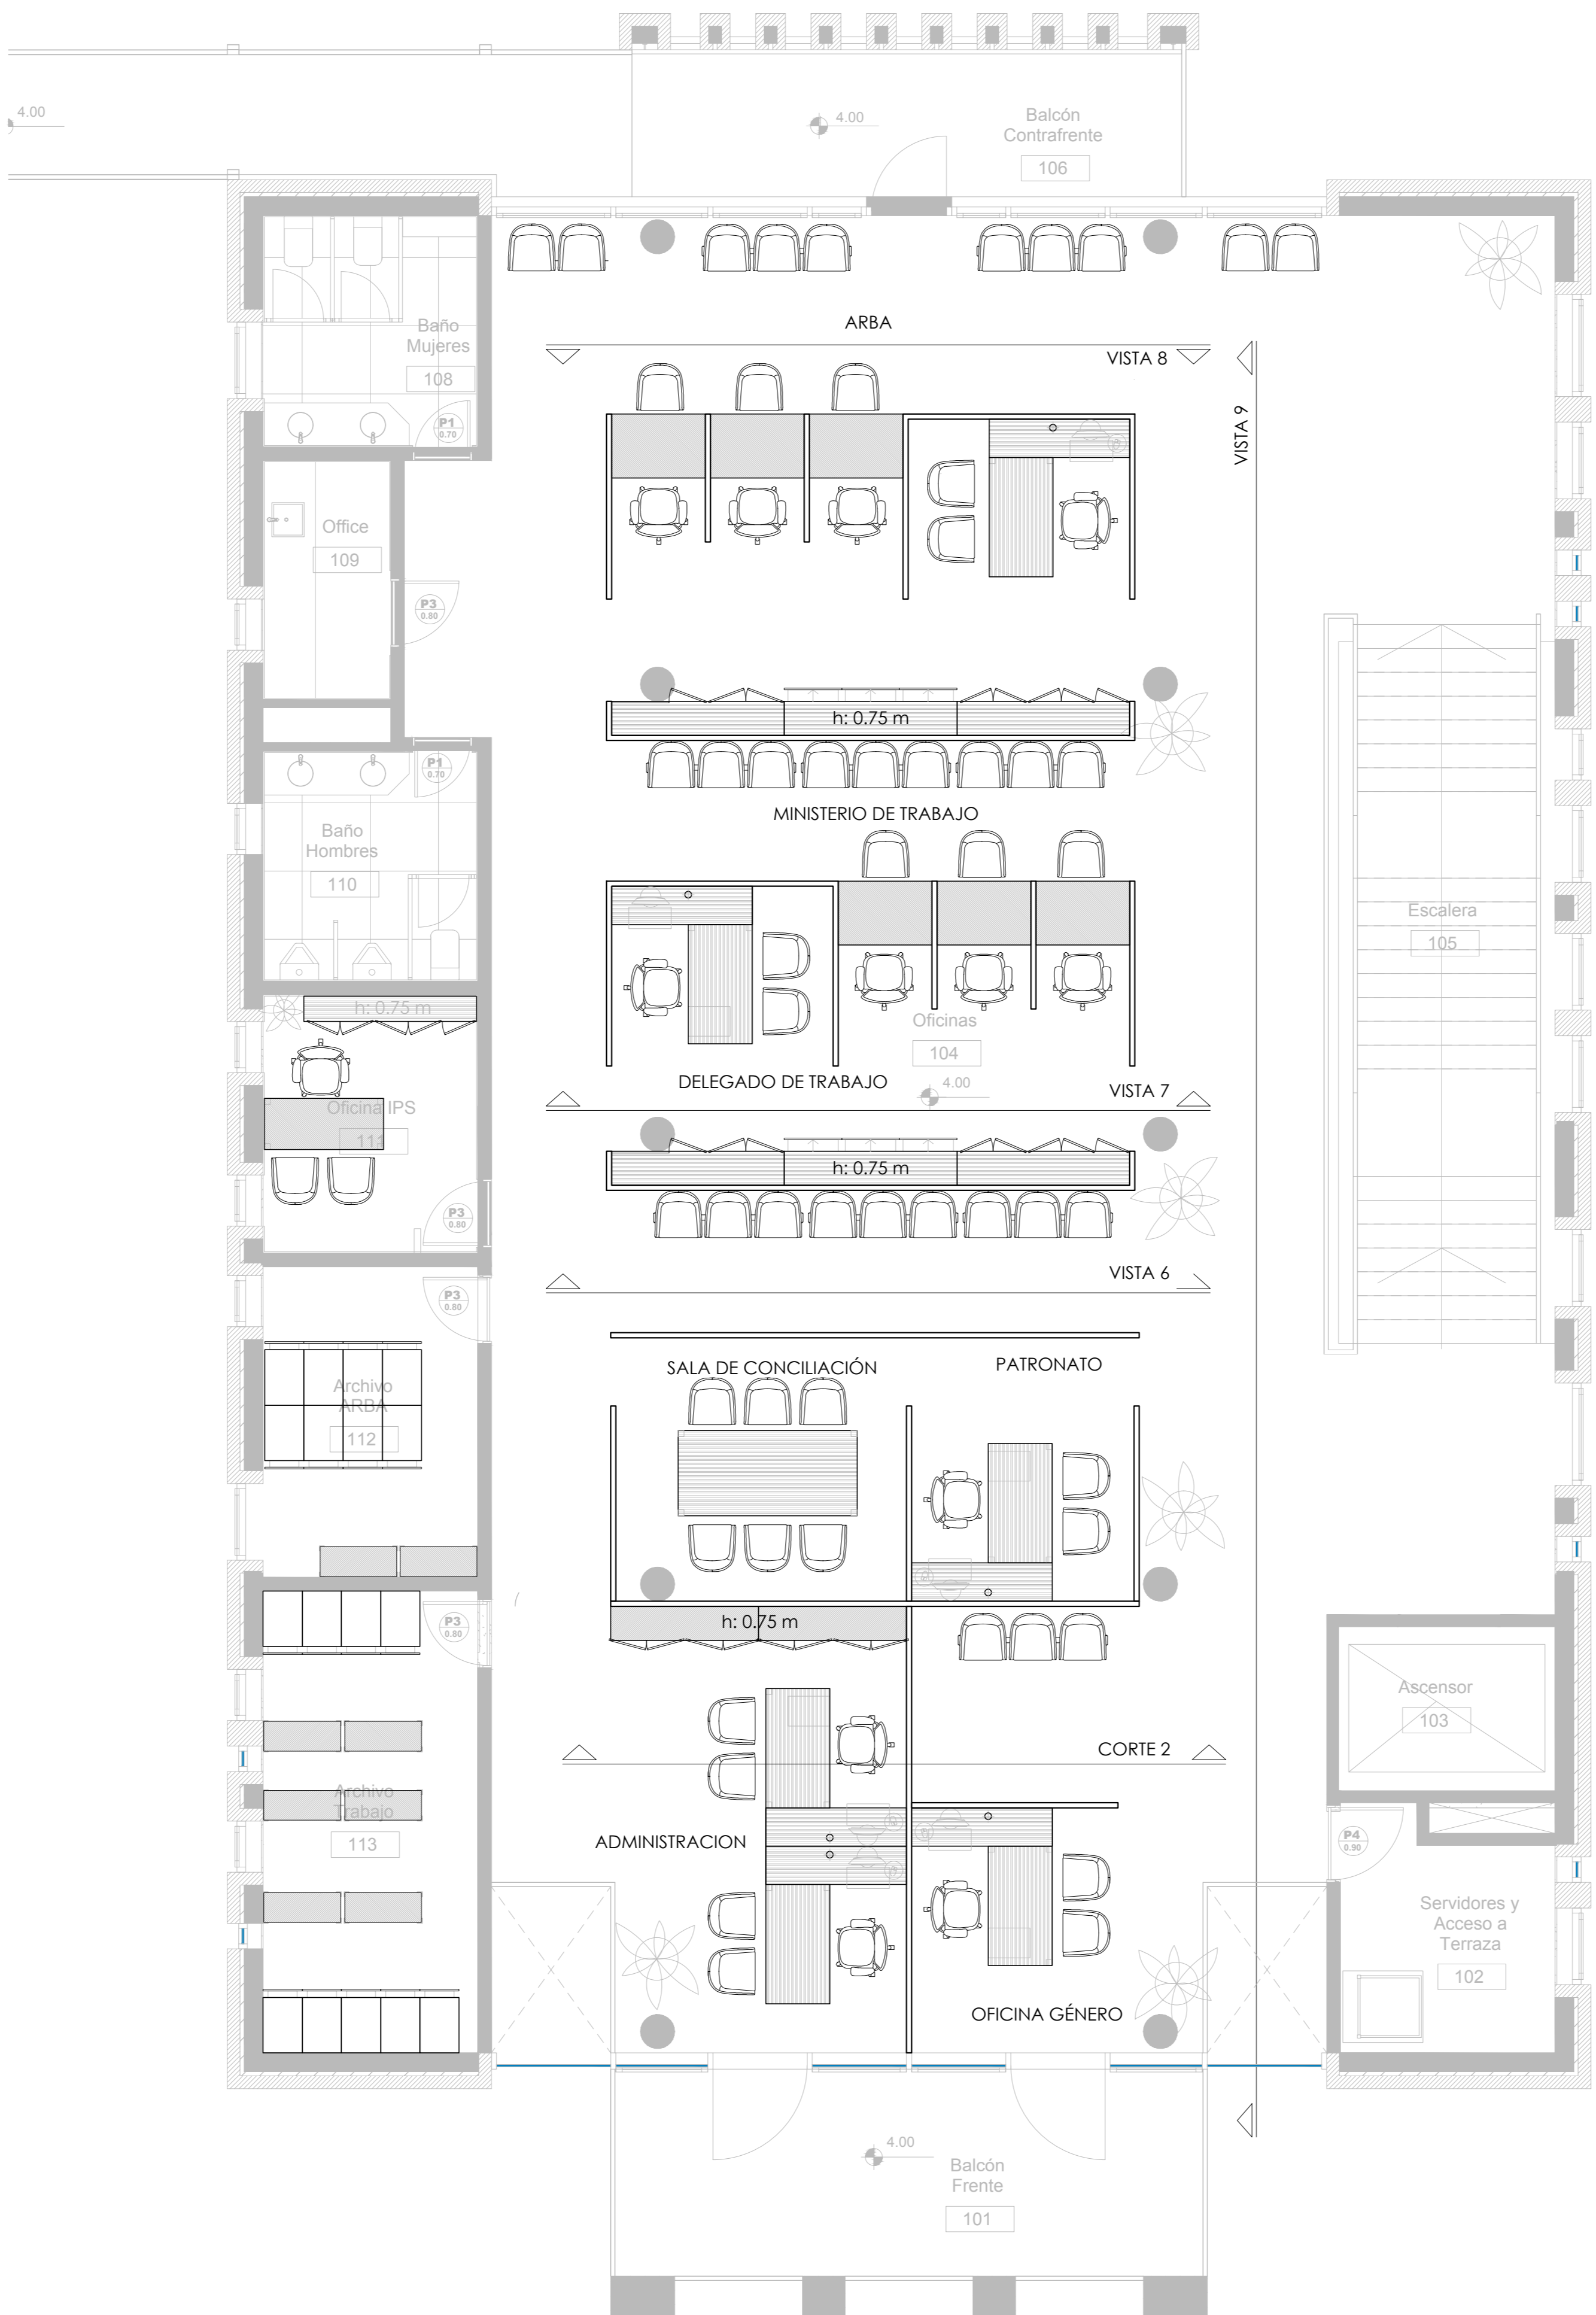 4.00
4.00
Balcón
Contrafrente
106
ARBA
VISTA 8
VISTA 9
Baño
Mujeres
108
P1
0.70
Office
109
P3
0.80
h: 0.75 m
P1
0.70
MINISTERIO DE TRABAJO
Baño
Hombres
110
Escalera
105
h: 0.75 m
Oficinas
104
4.00
DELEGADO DE TRABAJO
VISTA 7
Oficina IPS
111
h: 0.75 m
P3
0.80
VISTA 6
P3
0.80
SALA DE CONCILIACIÓN
PATRONATO
Archivo
ARBA
112
h: 0.75 m
P3
0.80
Ascensor
103
CORTE 2
Archivo
Trabajo
113
ADMINISTRACION
P4
0.90
Servidores y
Acceso a
Terraza
102
OFICINA GÉNERO
4.00
Balcón
Frente
101